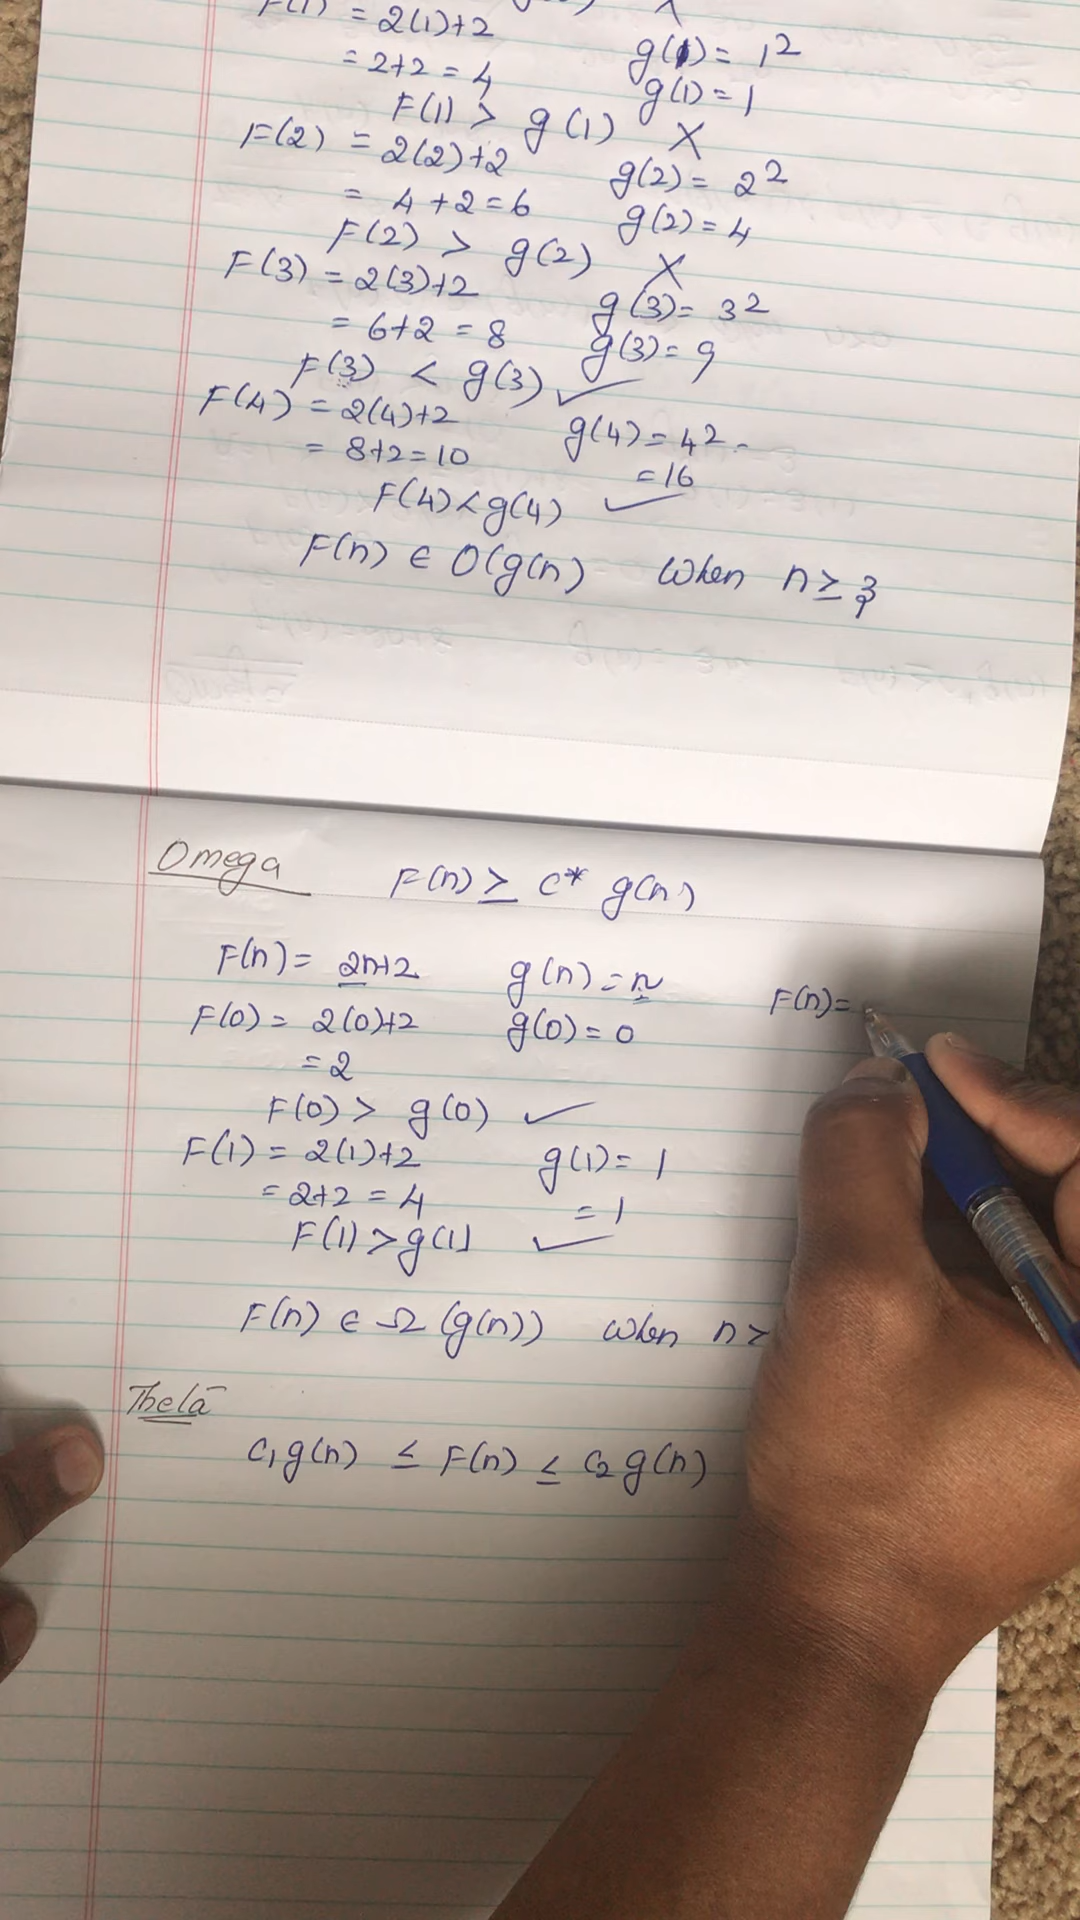 F(1) = 2(1)+2
g(1) = 1²
= 2+2 = 4
g(1) = 1
F(1) > g(1) X
F(2) = 2(2)+2
g(2) = 2²
= 4+2=6
g(2) = 4
F(2) > g(2) X
F(3) = 2(3)+2
g(3) = 3²
= 6+2 = 8
g(3) = 9
F(3) < g(3) ✓
F(4) = 2(4)+2
g(4) = 4²
= 8+2=10
=16
F(4)<g(4) ✓
F(n) ∈ O(g(n) when n ≥ 3
Omega F(n) ≥ c* g(n)
F(n) = 2n+2 g(n) = n F(n)=
F(0) = 2(0)+2 g(0) = 0
= 2
F(0) > g(0) ✓
F(1) = 2(1)+2 g(1) = 1
= 2+2 = 4 = 1
F(1) > g(1) ✓
F(n) ∈ Ω (g(n)) when n >
Theta
c₁g(n) ≤ F(n) ≤ c₂ g(n)